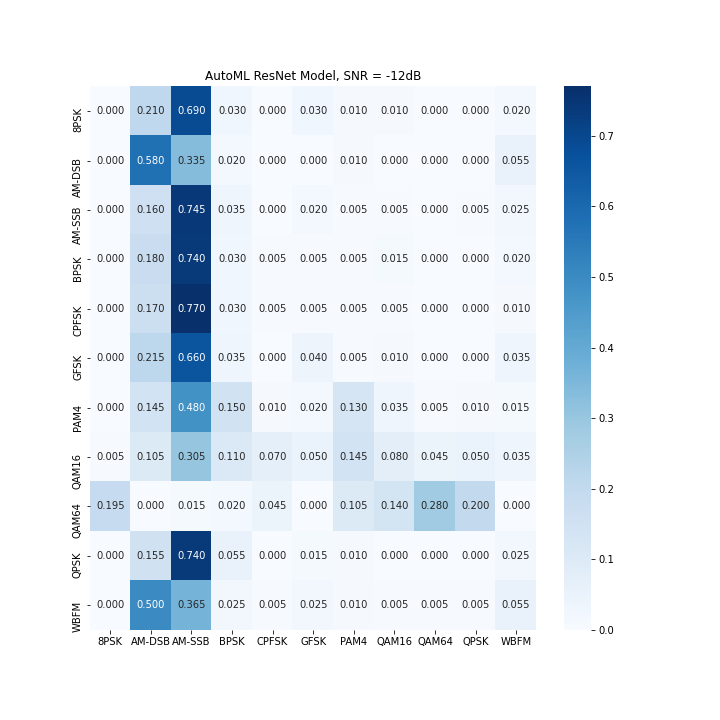 AutoML ResNet Model, SNR = -12dB
8PSK 0.000 0.210 0.690 0.030 0.000 0.030 0.010 0.010 0.000 0.000 0.020
AM-DSB 0.000 0.580 0.335 0.020 0.000 0.000 0.010 0.000 0.000 0.000 0.055
AM-SSB 0.000 0.160 0.745 0.035 0.000 0.020 0.005 0.005 0.000 0.005 0.025
BPSK 0.000 0.180 0.740 0.030 0.005 0.005 0.005 0.015 0.000 0.000 0.020
CPFSK 0.000 0.170 0.770 0.030 0.005 0.005 0.005 0.005 0.000 0.000 0.010
GFSK 0.000 0.215 0.660 0.035 0.000 0.040 0.005 0.010 0.000 0.000 0.035
PAM4 0.000 0.145 0.480 0.150 0.010 0.020 0.130 0.035 0.005 0.010 0.015
QAM16 0.005 0.105 0.305 0.110 0.070 0.050 0.145 0.080 0.045 0.050 0.035
QAM64 0.195 0.000 0.015 0.020 0.045 0.000 0.105 0.140 0.280 0.200 0.000
QPSK 0.000 0.155 0.740 0.055 0.000 0.015 0.010 0.000 0.000 0.000 0.025
WBFM 0.000 0.500 0.365 0.025 0.005 0.025 0.010 0.005 0.005 0.005 0.055
8PSK AM-DSB AM-SSB BPSK CPFSK GFSK PAM4 QAM16 QAM64 QPSK WBFM
0.7
0.6
0.5
0.4
0.3
0.2
0.1
0.0